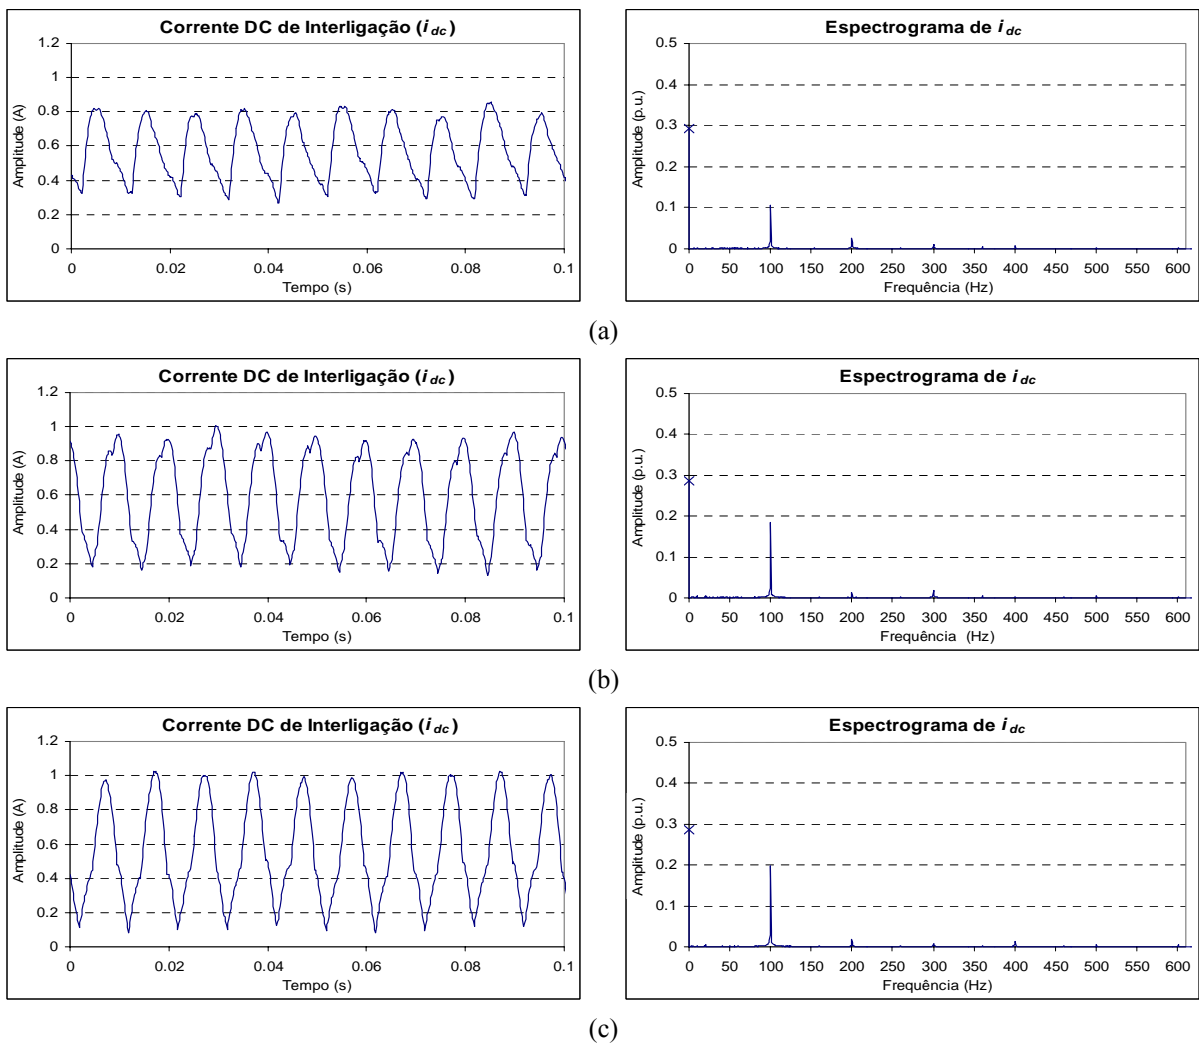 Corrente DC de Interligação (i dc)
Amplitude (A)
1.2
1
0.8
0.6
0.4
0.2
0
0 0.02 0.04 0.06 0.08 0.1
Tempo (s)
Espectrograma de i dc
Amplitude (p.u.)
0.5
0.4
0.3
0.2
0.1
0
0 50 100 150 200 250 300 350 400 450 500 550 600
Frequência (Hz)
(a)
Corrente DC de Interligação (i dc)
Amplitude (A)
1.2
1
0.8
0.6
0.4
0.2
0
0 0.02 0.04 0.06 0.08 0.1
Tempo (s)
Espectrograma de i dc
Amplitude (p.u.)
0.5
0.4
0.3
0.2
0.1
0
0 50 100 150 200 250 300 350 400 450 500 550 600
Frequência (Hz)
(b)
Corrente DC de Interligação (i dc)
Amplitude (A)
1.2
1
0.8
0.6
0.4
0.2
0
0 0.02 0.04 0.06 0.08 0.1
Tempo (s)
Espectrograma de i dc
Amplitude (p.u.)
0.5
0.4
0.3
0.2
0.1
0
0 50 100 150 200 250 300 350 400 450 500 550 600
Frequência (Hz)
(c)